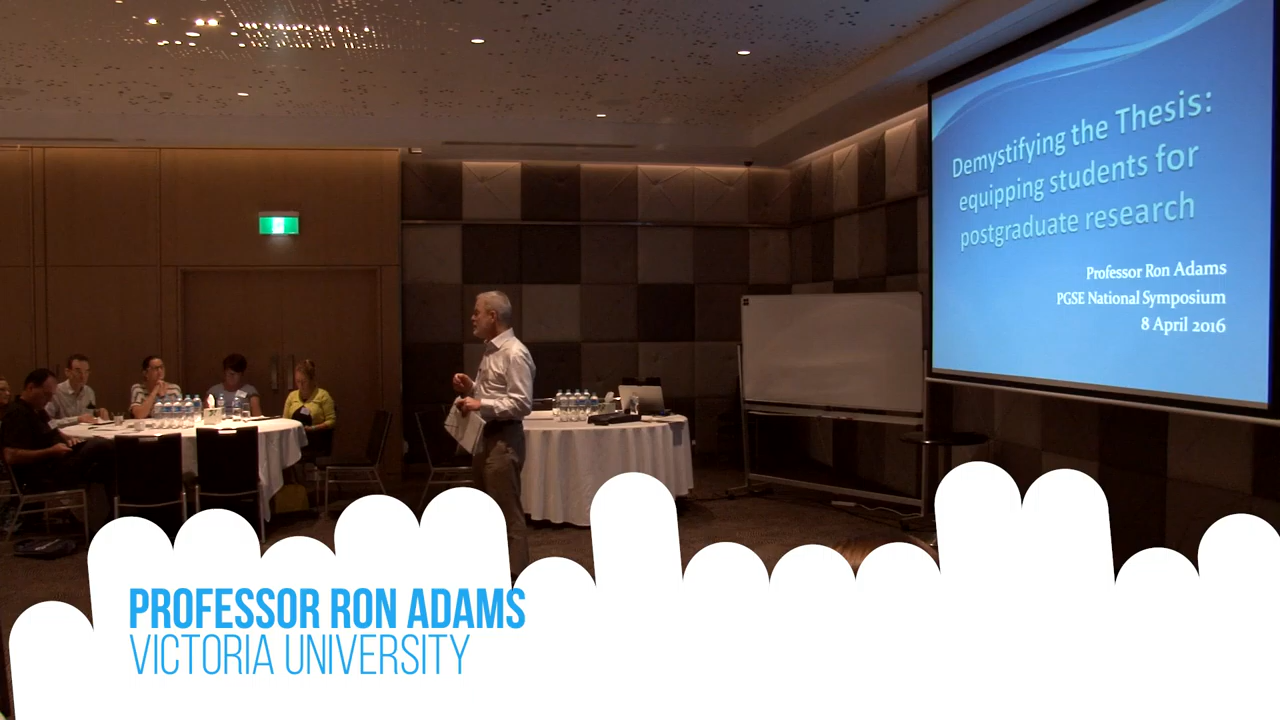 Demystifying the Thesis:
equipping students for
postgraduate research
Professor Ron Adams
PGSE National Symposium
8 April 2016
PROFESSOR RON ADAMS
VICTORIA UNIVERSITY